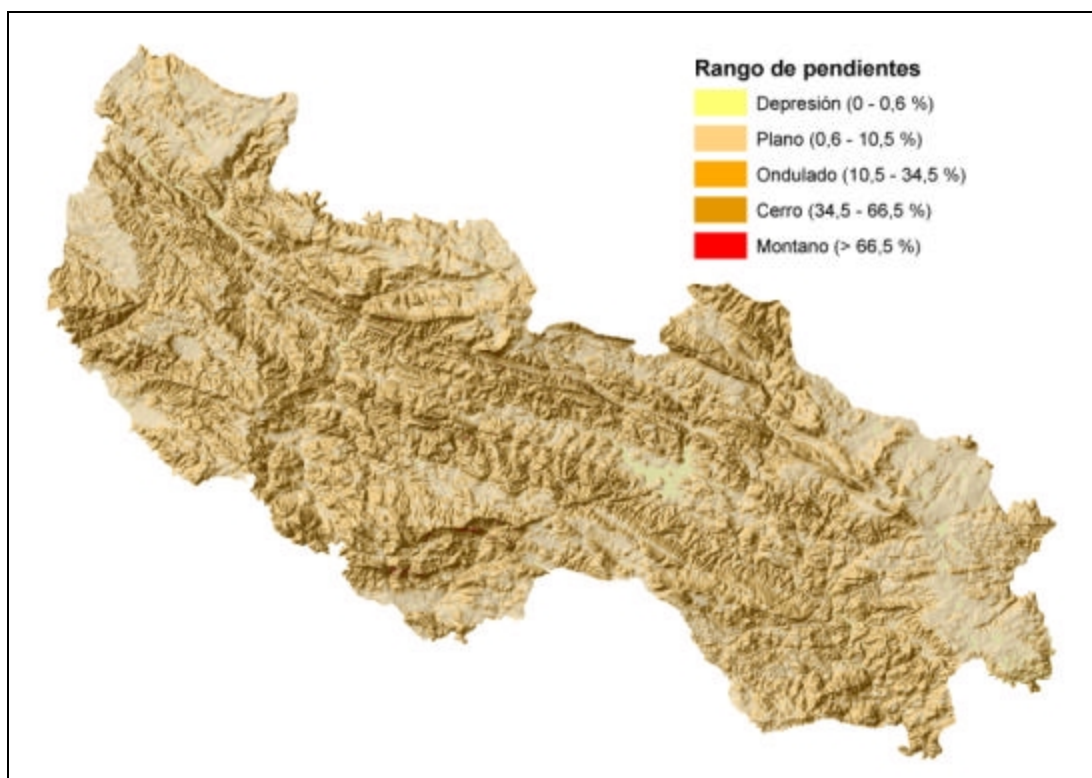 Rango de pendientes
Depresión (0 - 0,6 %)
Plano (0,6 - 10,5 %)
Ondulado (10,5 - 34,5 %)
Cerro (34,5 - 66,5 %)
Montano (> 66,5 %)